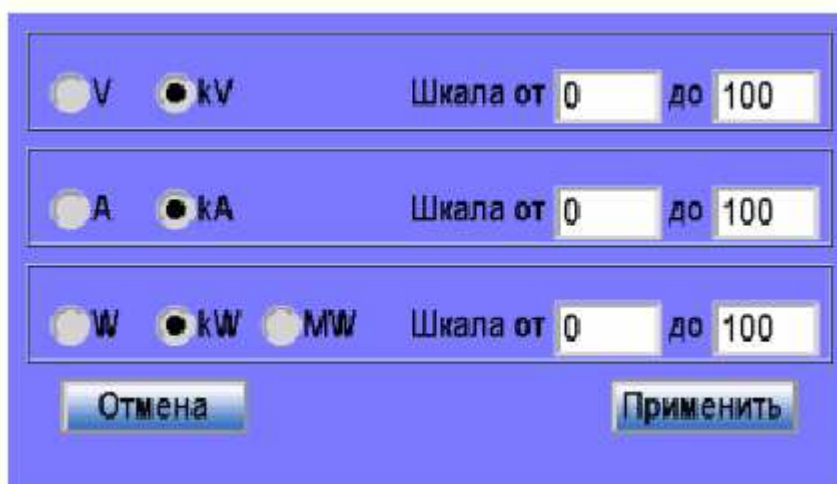 V kV Шкала от 0 до 100
A kA Шкала от 0 до 100
W kW MW Шкала от 0 до 100
Отмена Применить